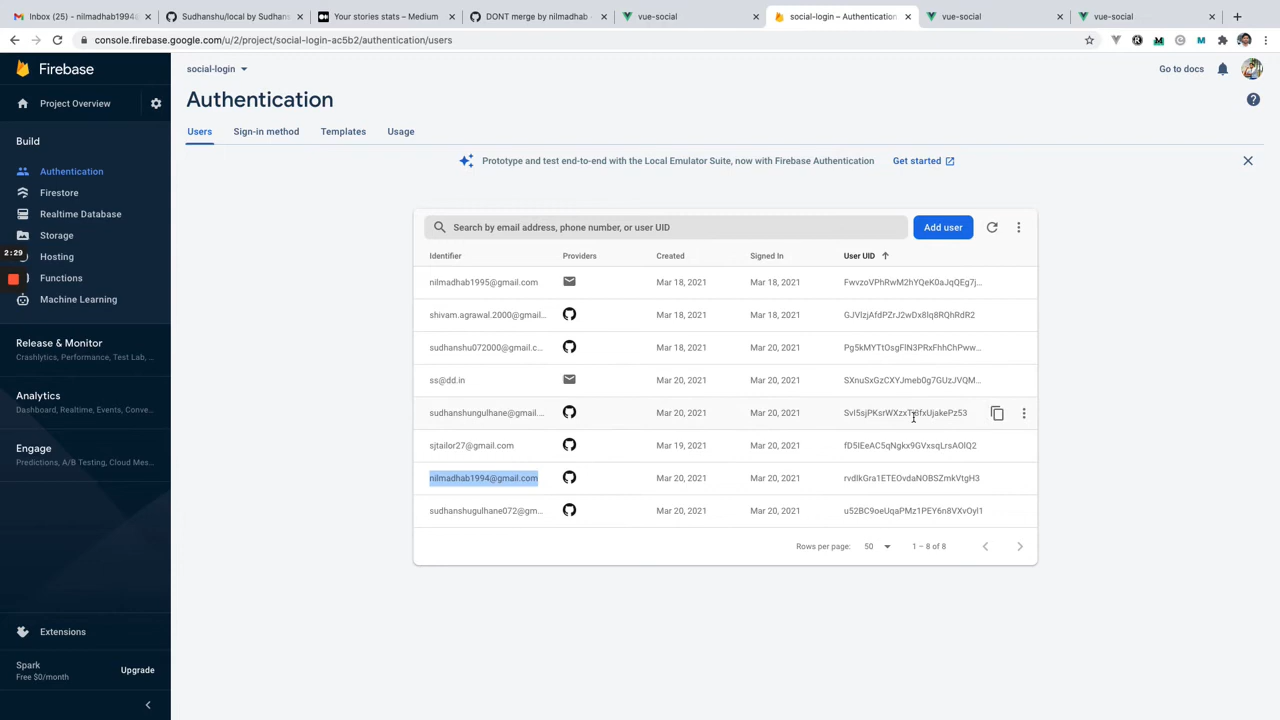 Inbox (25) - nilmadhab1994@
Sudhanshu/local by Sudhans
Your stories stats – Medium
DONT merge by nilmadhab ·
vue-social
social-login – Authentication
vue-social
vue-social
console.firebase.google.com/u/2/project/social-login-ac5b2/authentication/users
Firebase
social-login
Go to docs
Project Overview
Authentication
Users
Sign-in method
Templates
Usage
Build
Prototype and test end-to-end with the Local Emulator Suite, now with Firebase Authentication
Get started
Authentication
Firestore
Realtime Database
Storage
2:29
Hosting
Functions
Machine Learning
Search by email address, phone number, or user UID
Add user
Identifier Providers Created Signed In User UID
nilmadhab1995@gmail.com Mar 18, 2021 Mar 18, 2021 FwvzoVPhRwM2hYQeK0aJqQEg7j...
shivam.agrawal.2000@gmail... Mar 18, 2021 Mar 18, 2021 GJVlzjAfdPZrJ2wDx8Iq8RQhRdR2
sudhanshu072000@gmail.c... Mar 18, 2021 Mar 20, 2021 Pg5kMYTtOsgFlN3PRxFhhChPww...
ss@dd.in Mar 20, 2021 Mar 20, 2021 SXnuSxGzCXYJmeb0g7GUzJVQM...
sudhanshungulhane@gmail.... Mar 20, 2021 Mar 20, 2021
sjtailor27@gmail.com Mar 19, 2021 Mar 20, 2021 fD5IEeAC5qNgkx9GVxsqLrsAOlQ2
nilmadhab1994@gmail.com Mar 20, 2021 Mar 20, 2021 rvdIkGra1ETEOvdaNOBSZmkVtgH3
sudhanshugulhane072@gm... Mar 20, 2021 Mar 20, 2021 u52BC9oeUqaPMz1PEY6n8VXvOyl1
Rows per page: 50 1 – 8 of 8
Release & Monitor
Crashlytics, Performance, Test Lab, ...
Analytics
Dashboard, Realtime, Events, Conve...
Engage
Predictions, A/B Testing, Cloud Mes...
Extensions
Spark
Free $0/month
Upgrade